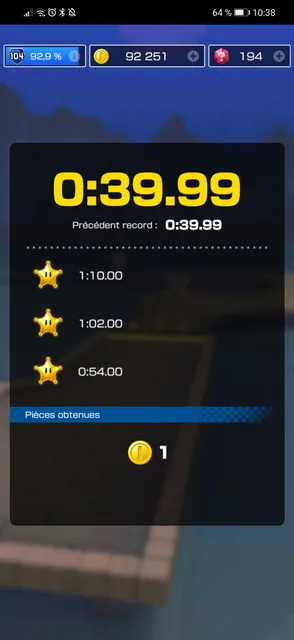 64 % 10:38
104 92,9 % 92 251 194
0:39.99
Précédent record : 0:39.99
1:10.00
1:02.00
0:54.00
Pièces obtenues
1